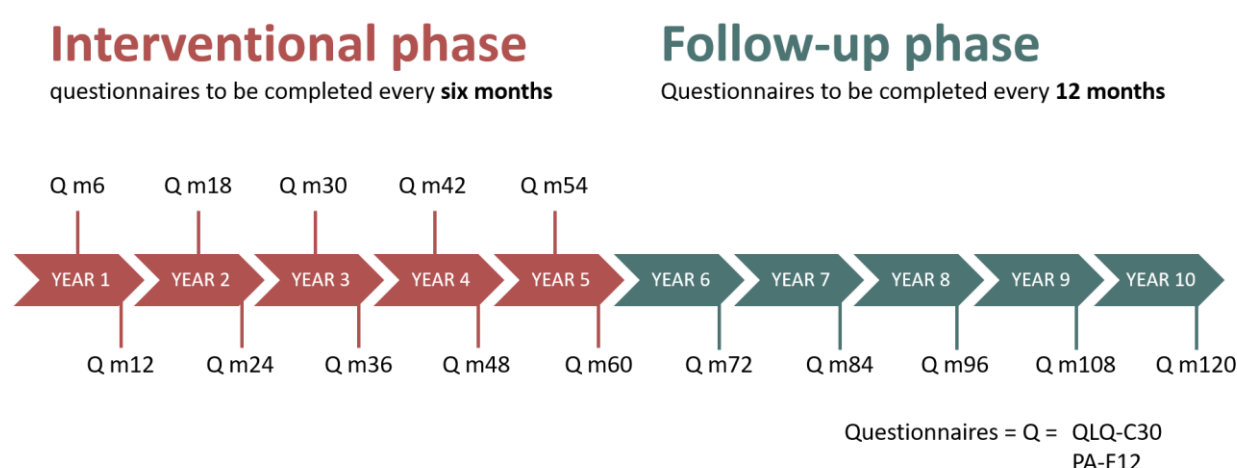 Interventional phase
questionnaires to be completed every six months
Follow-up phase
Questionnaires to be completed every 12 months
Q m6 Q m18 Q m30 Q m42 Q m54
YEAR 1 YEAR 2 YEAR 3 YEAR 4 YEAR 5 YEAR 6 YEAR 7 YEAR 8 YEAR 9 YEAR 10
Q m12 Q m24 Q m36 Q m48 Q m60 Q m72 Q m84 Q m96 Q m108 Q m120
Questionnaires = Q = QLQ-C30
PA-F12